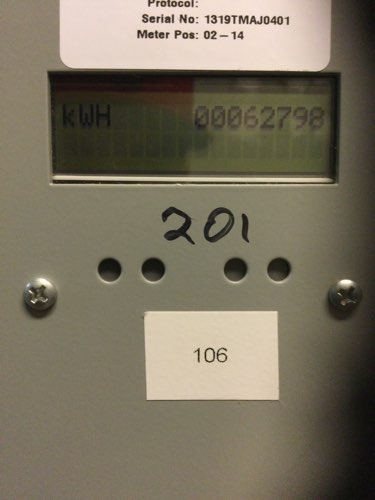 Protocol:
Serial No: 1319TMAJ0401
Meter Pos: 02-14
kWH 00062798
201
106